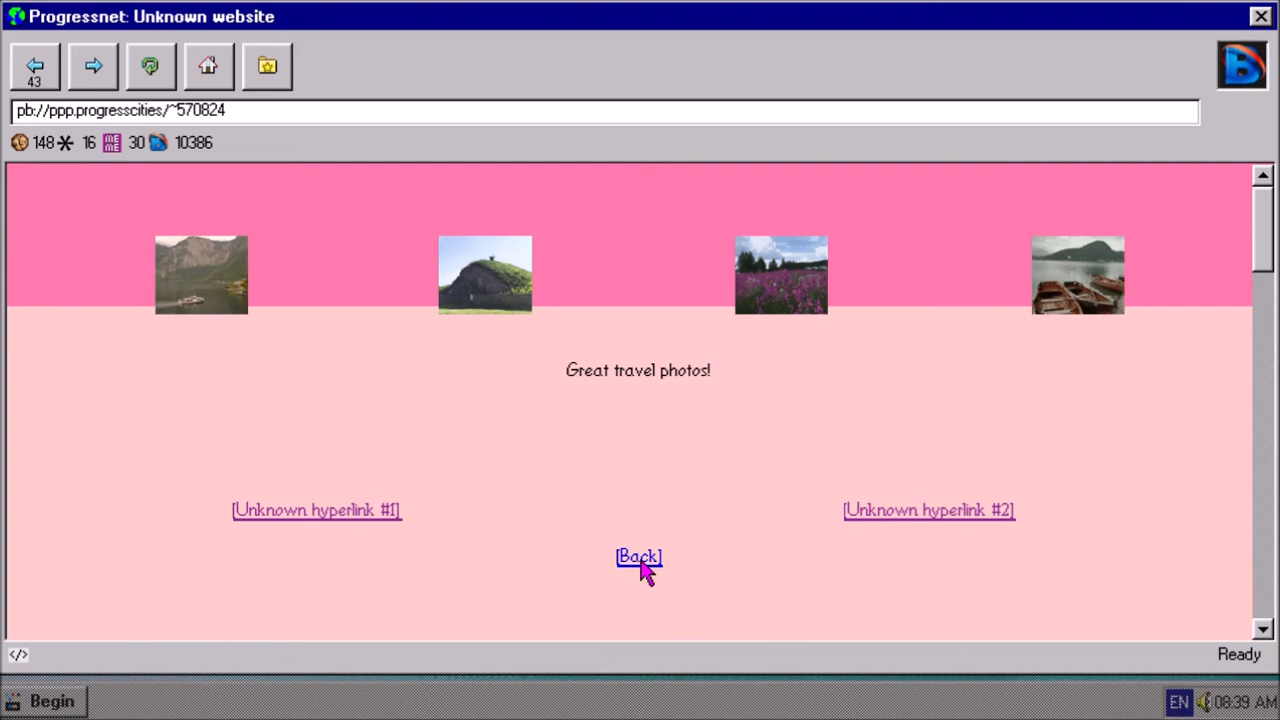 Progressnet: Unknown website
43
pb://ppp.progresscities/~570824
148 16 30 10386
Great travel photos!
[Unknown hyperlink #1] [Unknown hyperlink #2]
[Back]
</> Ready
Begin EN 08:39 AM